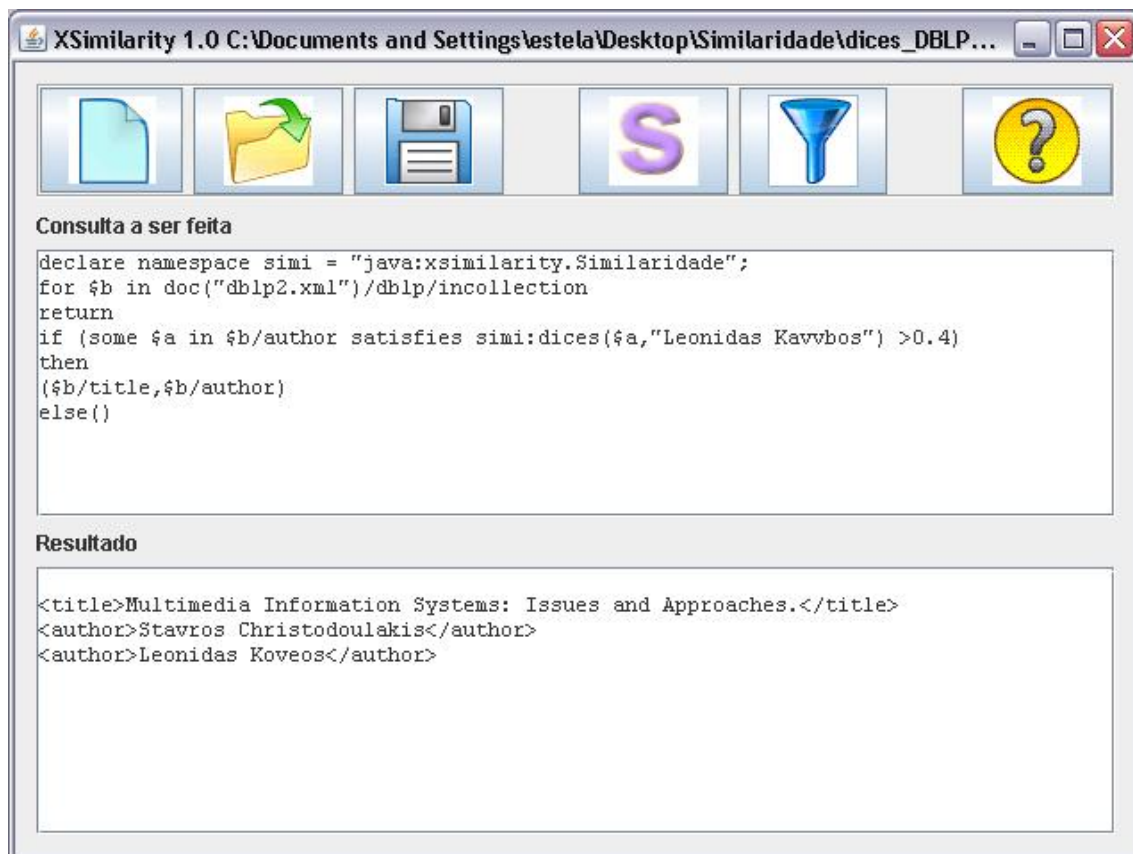 XSimilarity 1.0 C:\Documents and Settings\estela\Desktop\Similaridade\dices_DBLP...
S
?
Consulta a ser feita
declare namespace simi = "java:xsimilarity.Similaridade";
for $b in doc("dblp2.xml")/dblp/incollection
return
if (some $a in $b/author satisfies simi:dices($a,"Leonidas Kavvbos") >0.4)
then
($b/title,$b/author)
else()
Resultado
<title>Multimedia Information Systems: Issues and Approaches.</title>
<author>Stavros Christodoulakis</author>
<author>Leonidas Koveos</author>